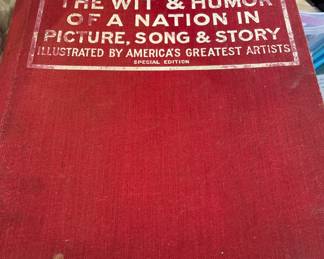 THE WIT & HUMOR
OF A NATION IN
PICTURE, SONG & STORY
ILLUSTRATED BY AMERICA'S GREATEST ARTISTS
SPECIAL EDITION